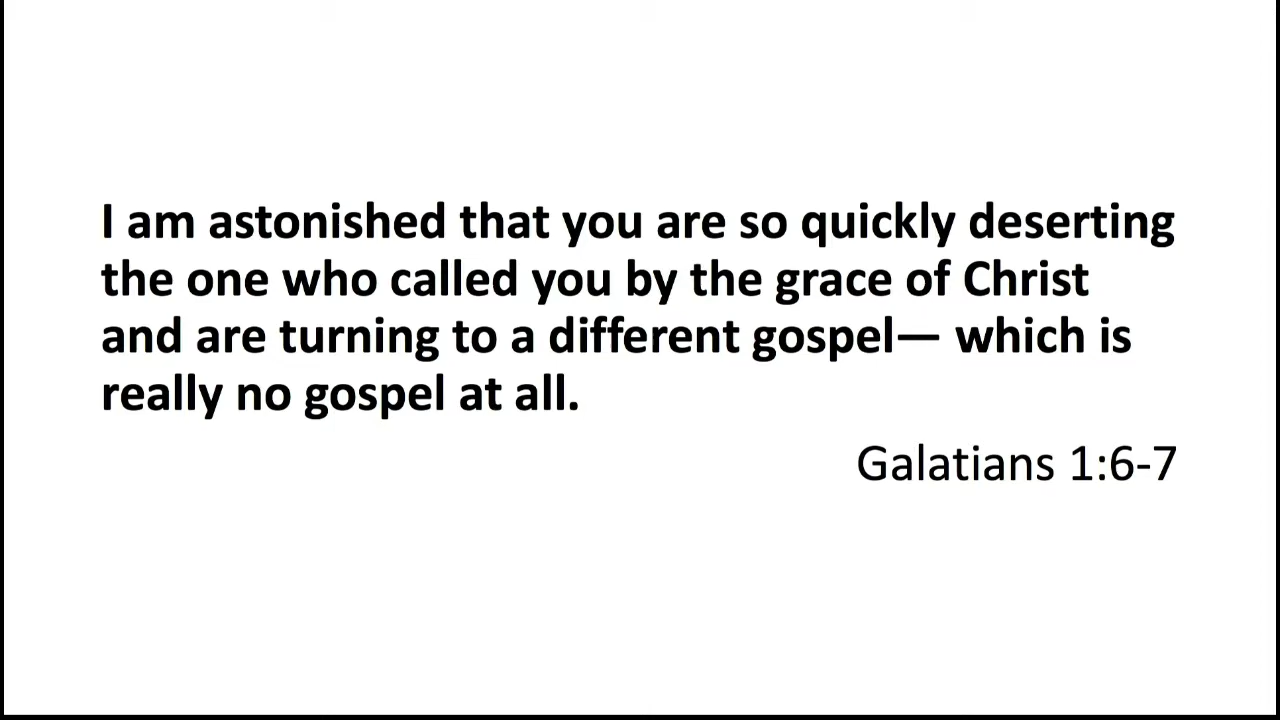 I am astonished that you are so quickly deserting
the one who called you by the grace of Christ
and are turning to a different gospel— which is
really no gospel at all.
Galatians 1:6-7